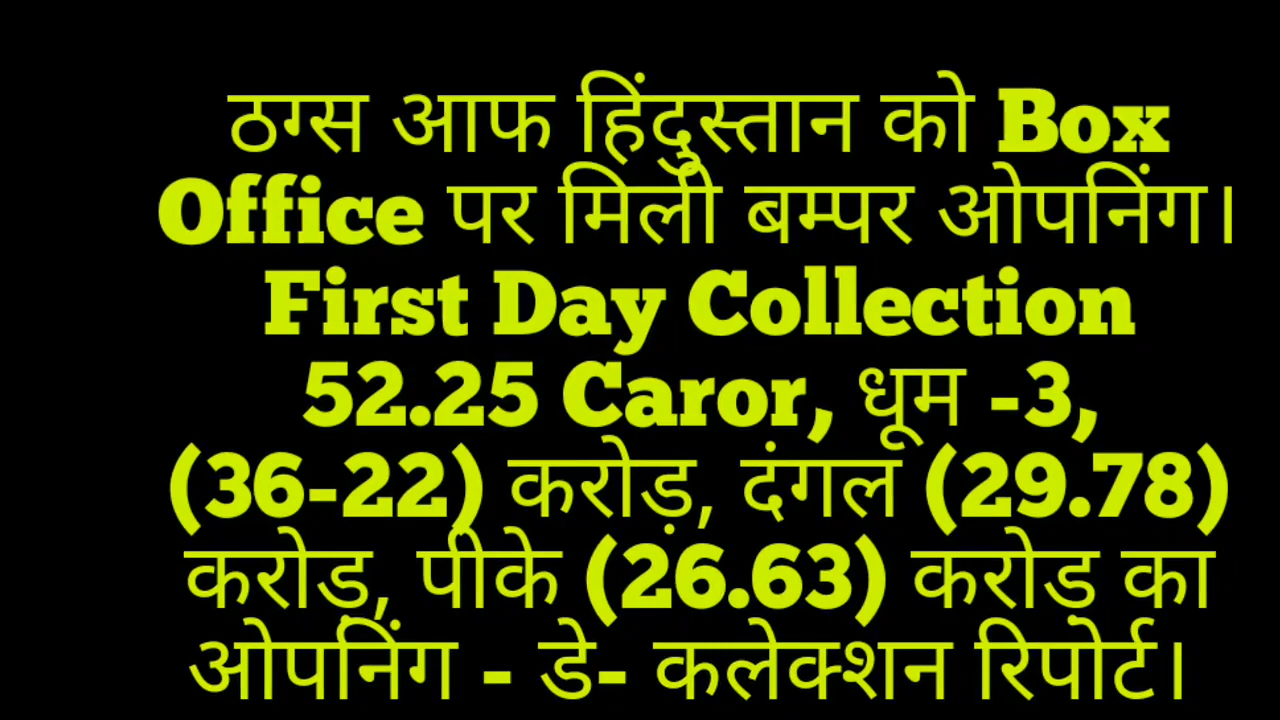 ठग्स आफ हिंदुस्तान को Box
Office पर मिली बम्पर ओपनिंग।
First Day Collection
52.25 Caror, धूम -3,
(36-22) करोड़, दंगल (29.78)
करोड़, पीके (26.63) करोड़ का
ओपनिंग - डे- कलेक्शन रिपोर्ट।